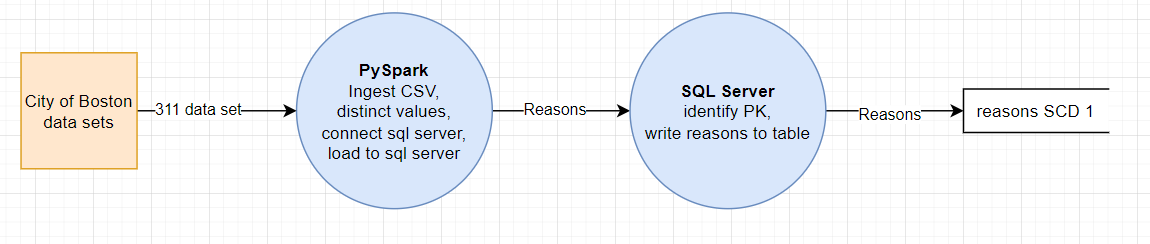 City of Boston
data sets
311 data set
PySpark
Ingest CSV,
distinct values,
connect sql server,
load to sql server
Reasons
SQL Server
identify PK,
write reasons to table
Reasons
reasons SCD 1